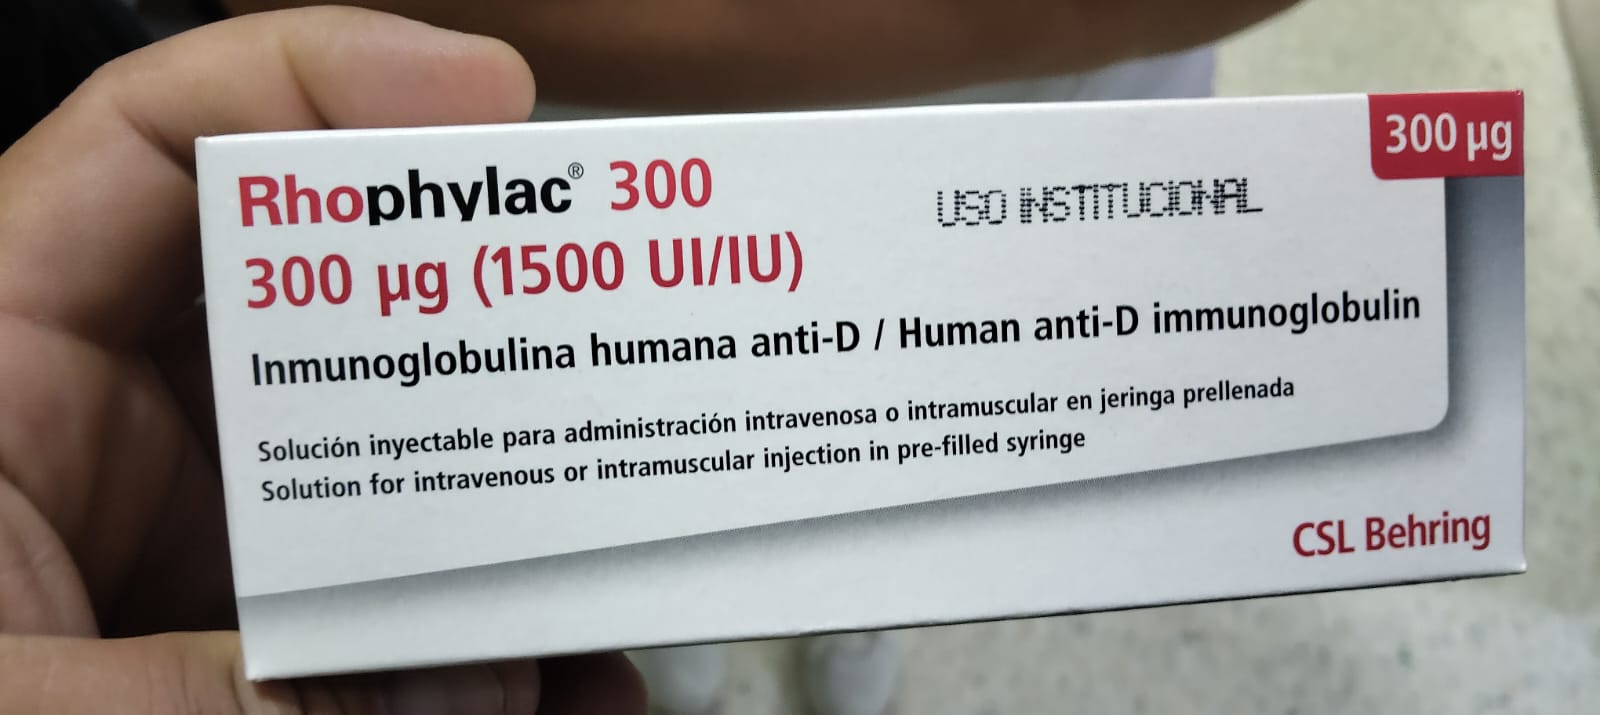 Rhophylac® 300
300 µg
USO INSTITUCIONAL
300 µg (1500 UI/IU)
Inmunoglobulina humana anti-D / Human anti-D immunoglobulin
Solución inyectable para administración intravenosa o intramuscular en jeringa prellenada
Solution for intravenous or intramuscular injection in pre-filled syringe
CSL Behring